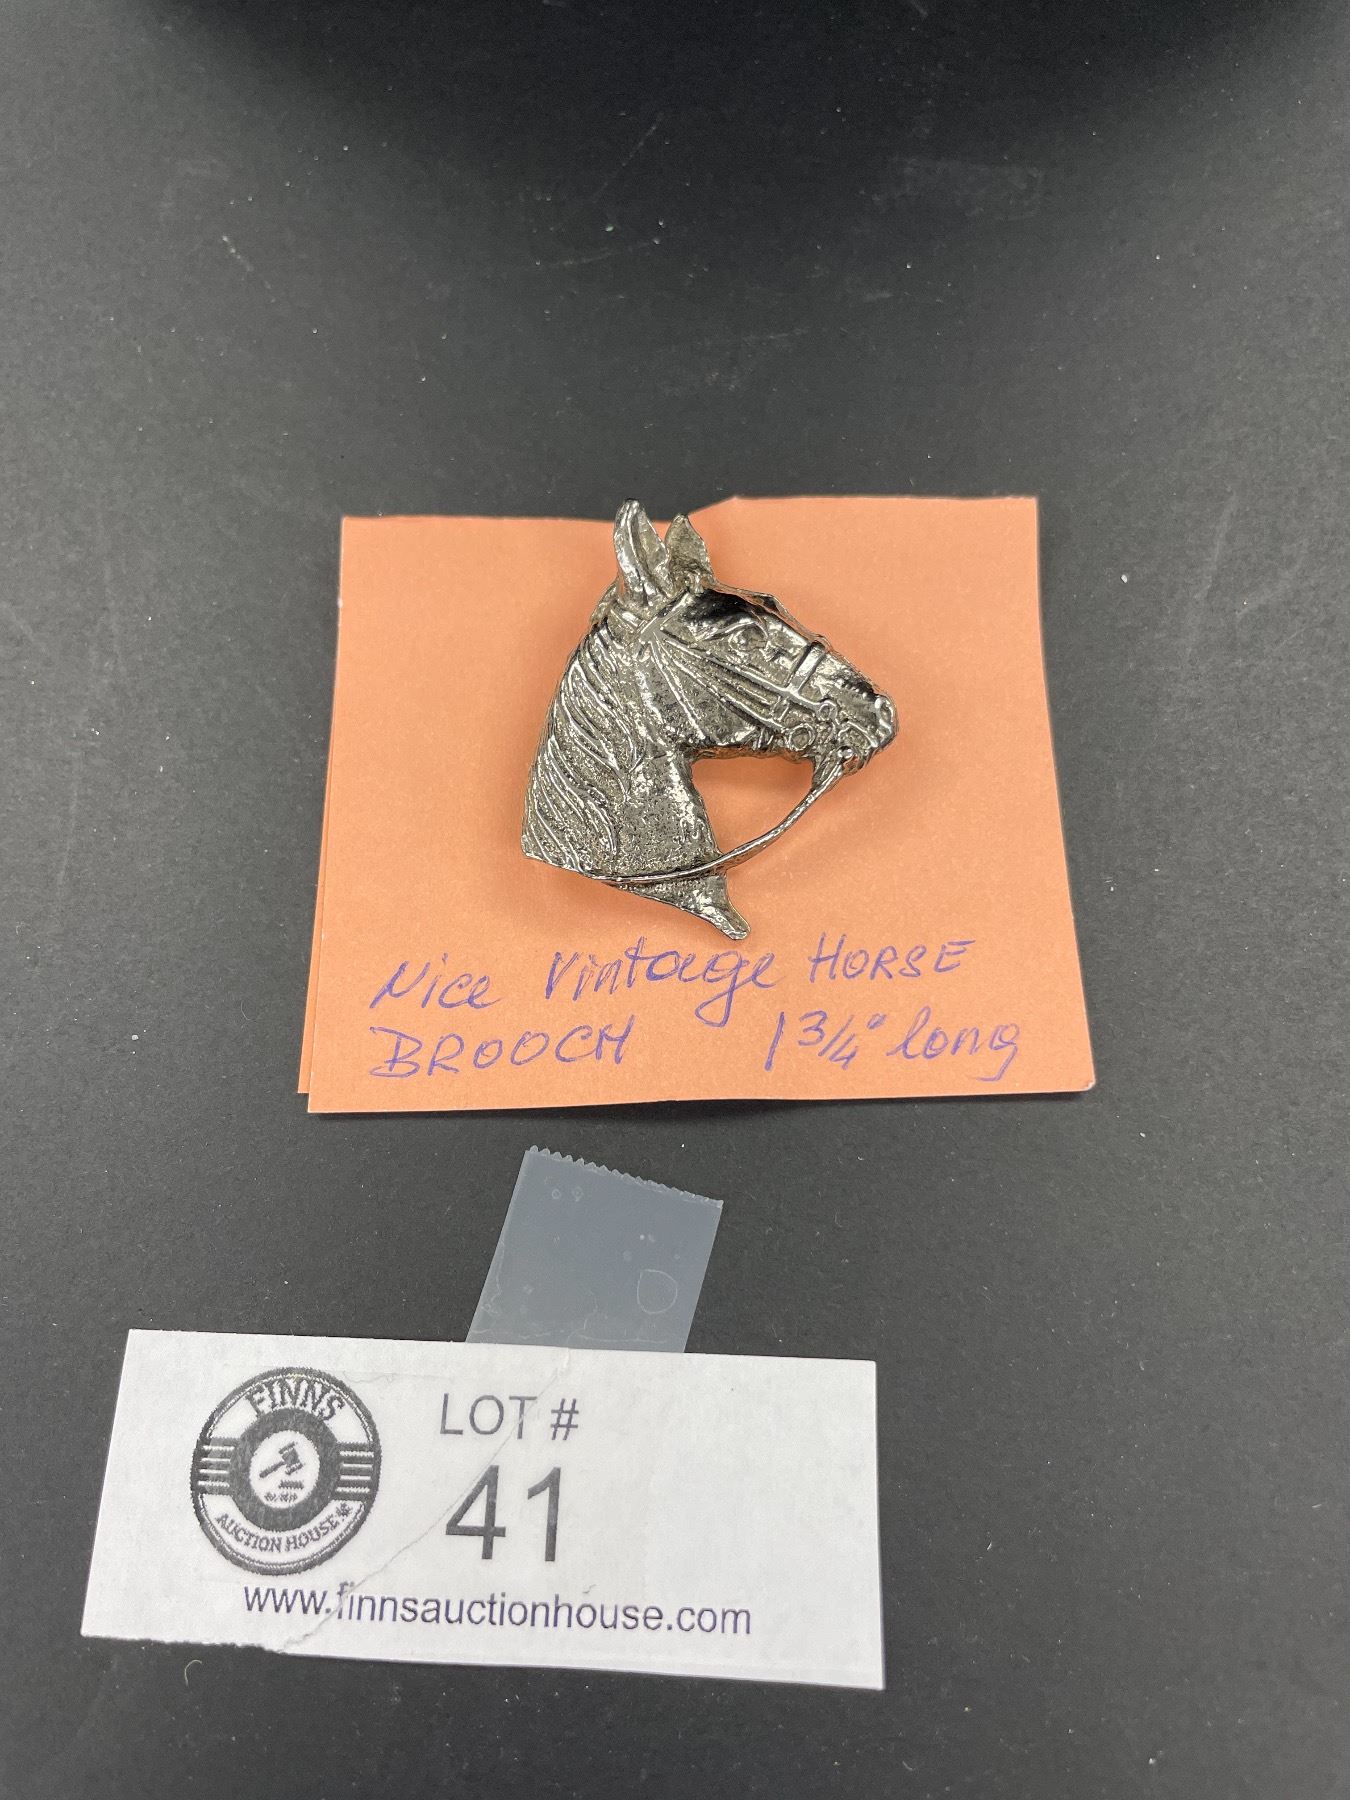 Nice Vintage HORSE
BROOCH 1 3/4" long
FINNS
AUCTION HOUSE
LOT #
41
www.finnsauctionhouse.com